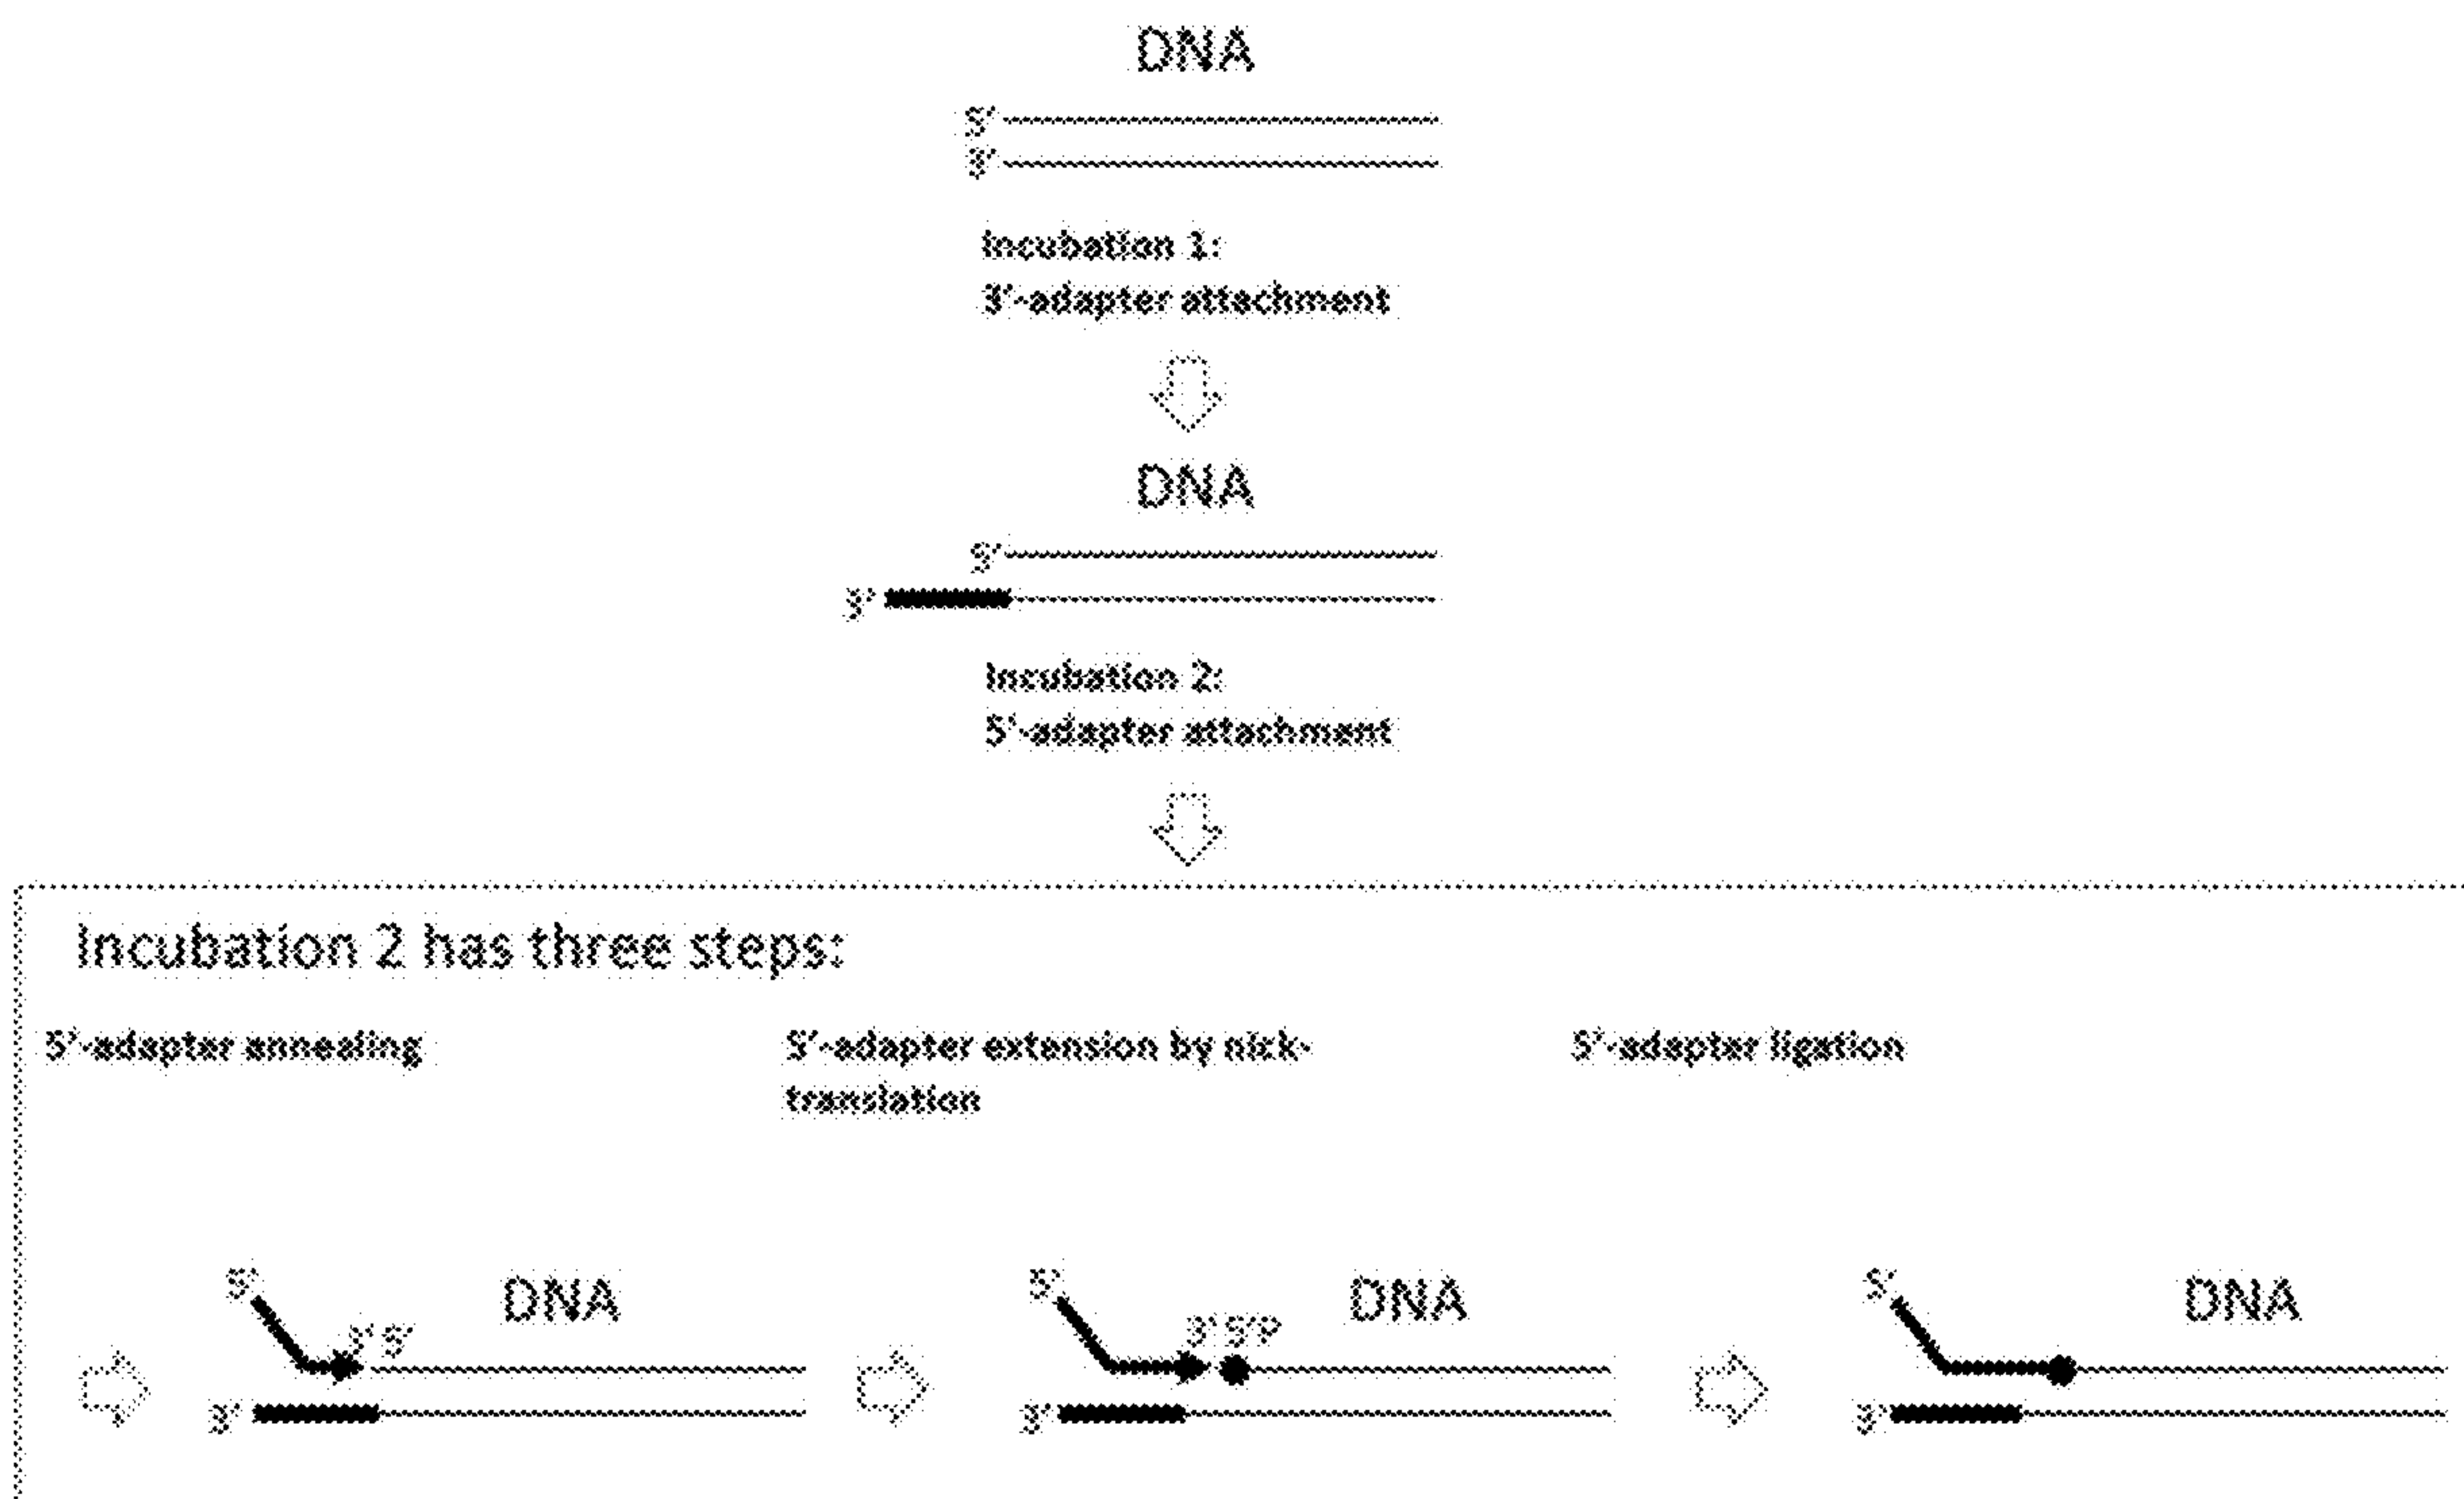 DNA
5'
3'
Incubation 1:
3'-adapter attachment
DNA
5'
3'
Incubation 2:
5'-adapter attachment
Incubation 2 has three steps:
5'-adapter annealing
5'-adapter extension by nick-
translation
5'-adapter ligation
5' DNA
3' 5'
3'
5' DNA
3' 5'P
3'
5' DNA
3'